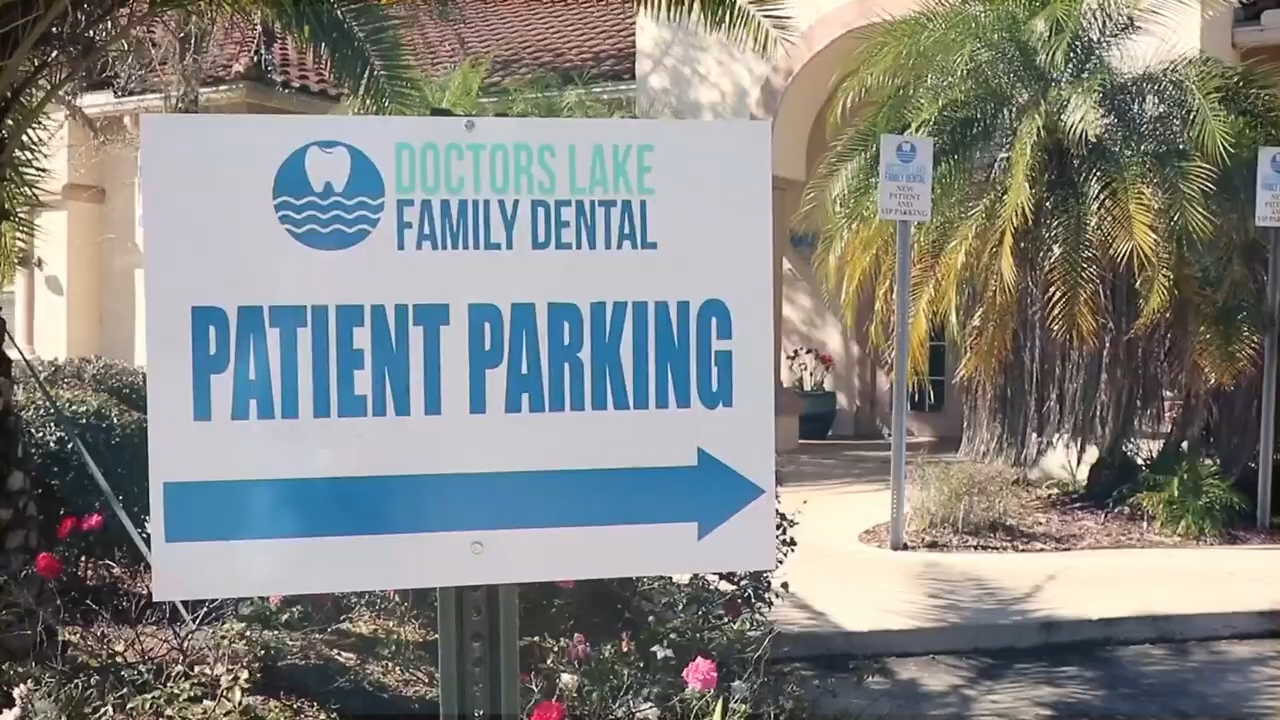 DOCTORS LAKE
FAMILY DENTAL
PATIENT PARKING
DOCTORS LAKE
FAMILY DENTAL
NEW
PATIENT
AND
VIP PARKING